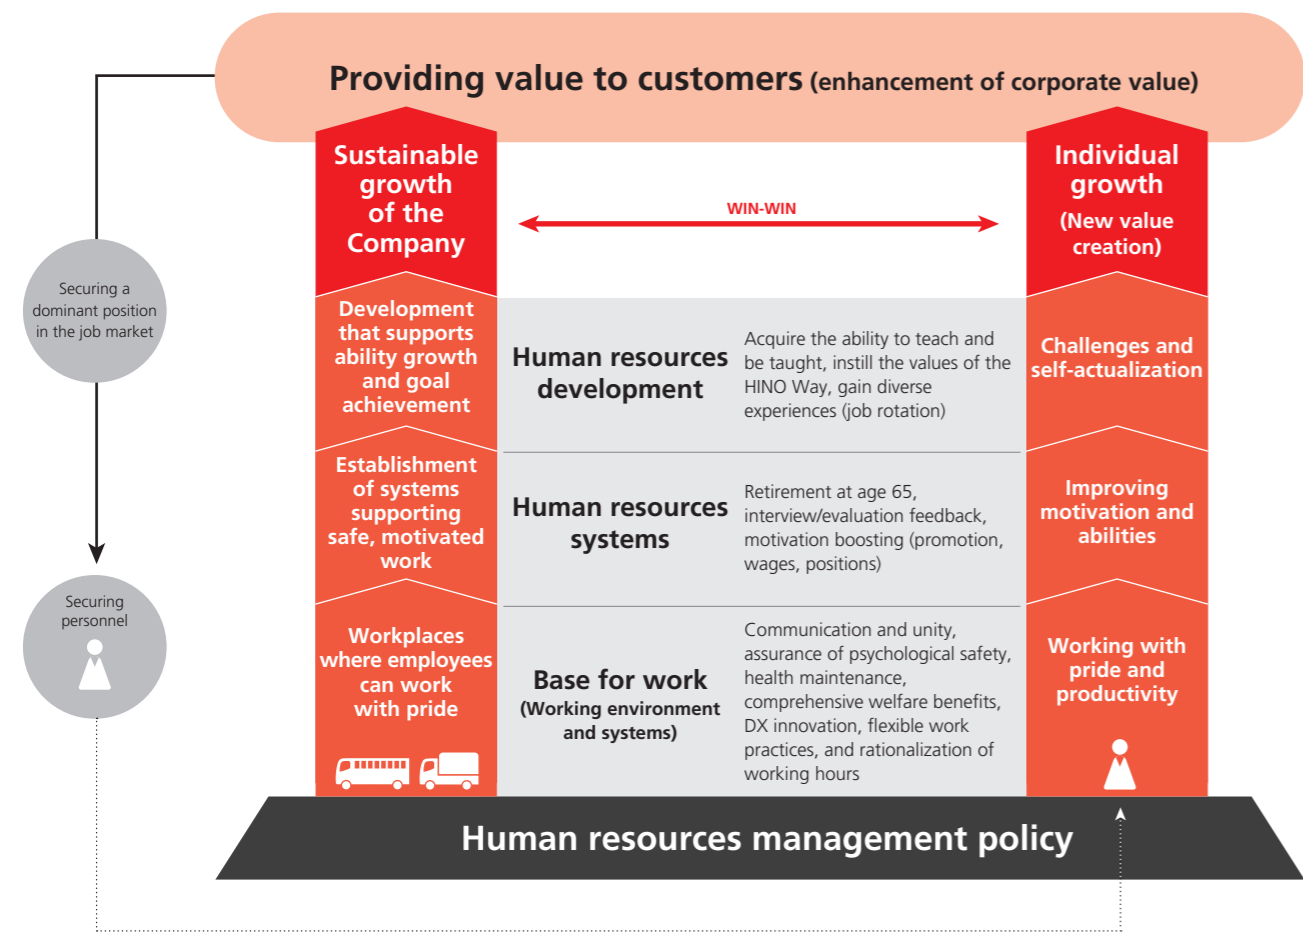 Providing value to customers (enhancement of corporate value)
Sustainable
growth
of the
Company
WIN-WIN
Individual
growth
(New value
creation)
Securing a
dominant position
in the job market
Development
that supports
ability growth
and goal
achievement
Human resources
development
Acquire the ability to teach and
be taught, instill the values of the
HINO Way, gain diverse
experiences (job rotation)
Challenges and
self-actualization
Establishment
of systems
supporting
safe, motivated
work
Human resources
systems
Retirement at age 65,
interview/evaluation feedback,
motivation boosting (promotion,
wages, positions)
Improving
motivation and
abilities
Securing
personnel
Workplaces
where employees
can work
with pride
Base for work
(Working environment
and systems)
Communication and unity,
assurance of psychological safety,
health maintenance,
comprehensive welfare benefits,
DX innovation, flexible work
practices, and rationalization of
working hours
Working with
pride and
productivity
Human resources management policy